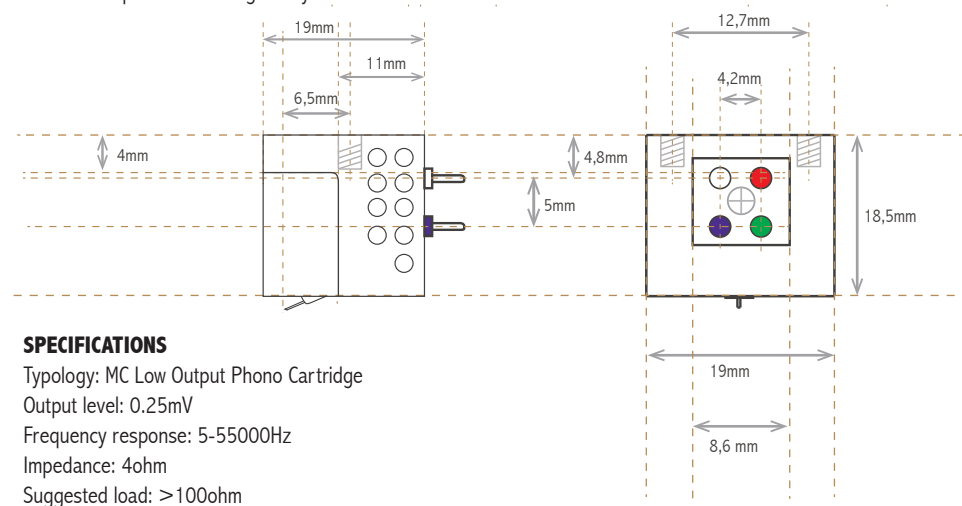 19mm
12,7mm
11mm
4,2mm
6,5mm
4mm
4,8mm
5mm
18,5mm
SPECIFICATIONS
Typology: MC Low Output Phono Cartridge
Output level: 0.25mV
Frequency response: 5-55000Hz
Impedance: 4ohm
Suggested load: >100ohm
19mm
8,6 mm